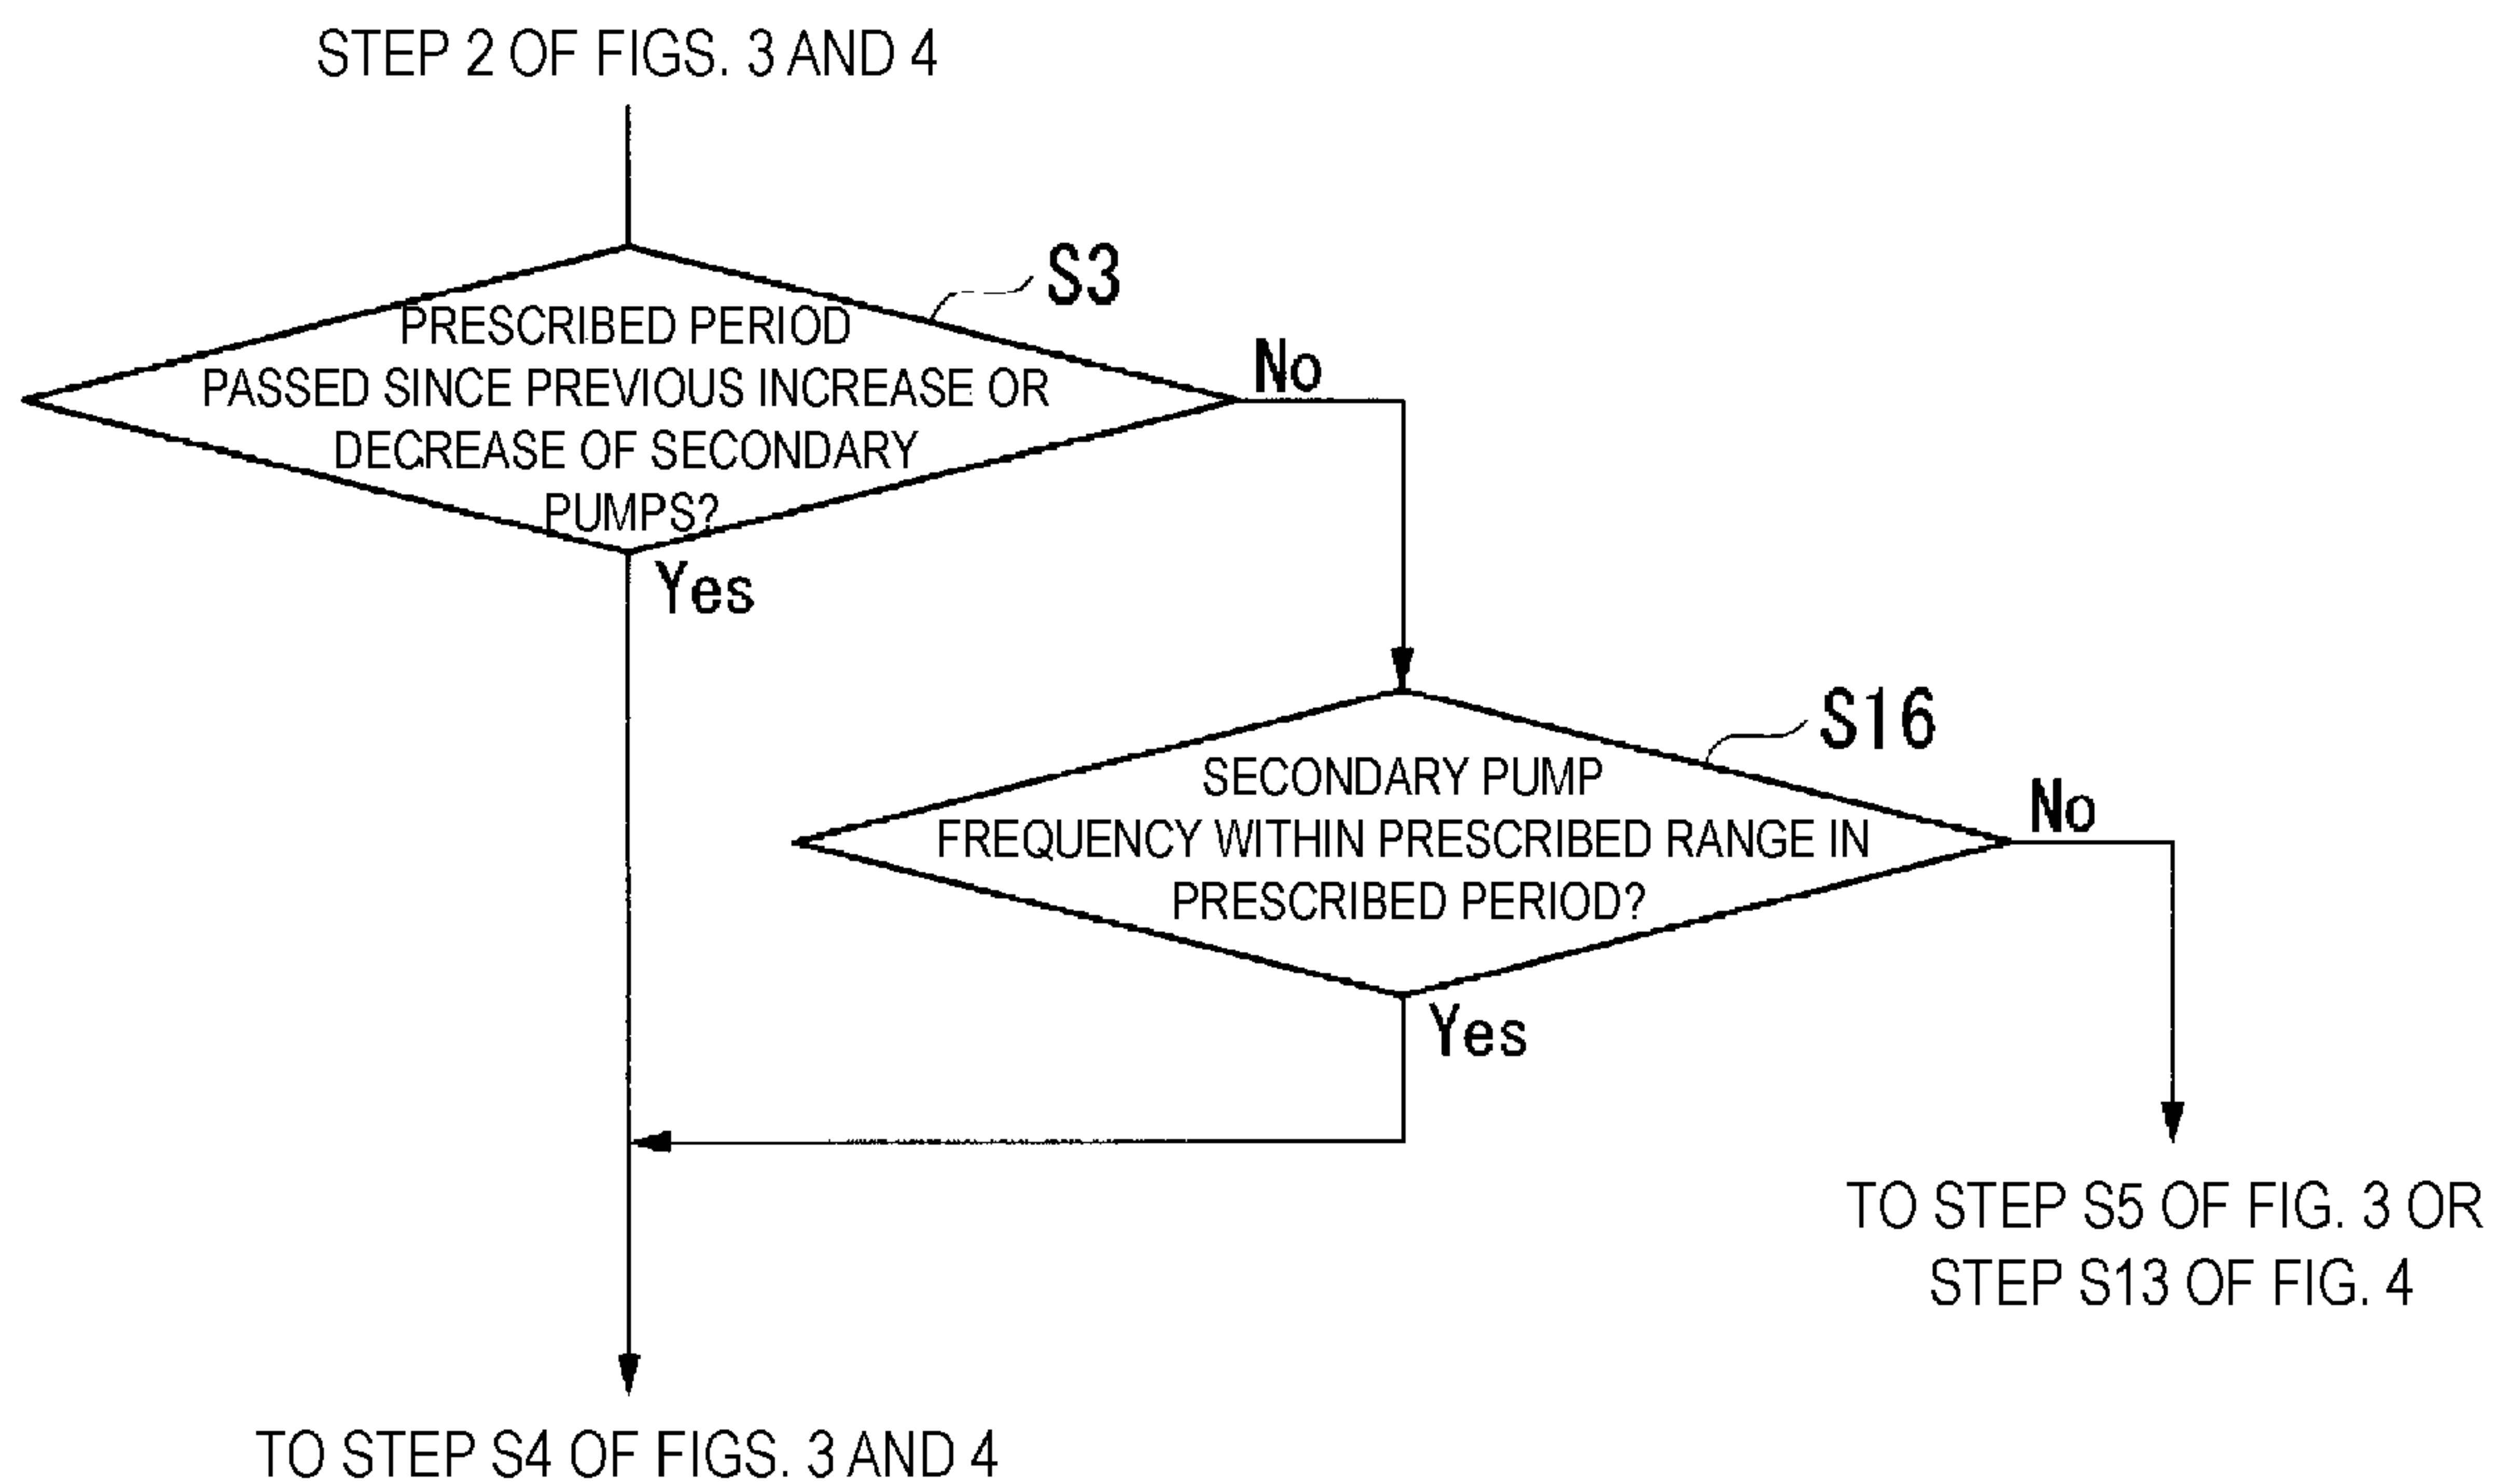 STEP 2 OF FIGS. 3 AND 4
S3
PRESCRIBED PERIOD
PASSED SINCE PREVIOUS INCREASE OR
DECREASE OF SECONDARY
PUMPS?
No
Yes
S16
SECONDARY PUMP
FREQUENCY WITHIN PRESCRIBED RANGE IN
PRESCRIBED PERIOD?
No
Yes
TO STEP S5 OF FIG. 3 OR
STEP S13 OF FIG. 4
TO STEP S4 OF FIGS. 3 AND 4